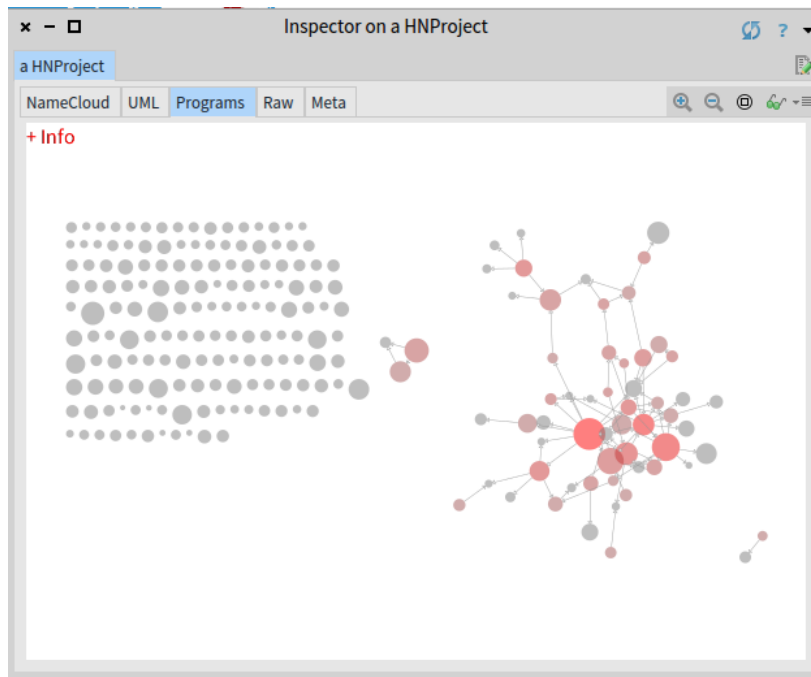 Inspector on a HNProject
?
a HNProject
NameCloud UML Programs Raw Meta
+ Info